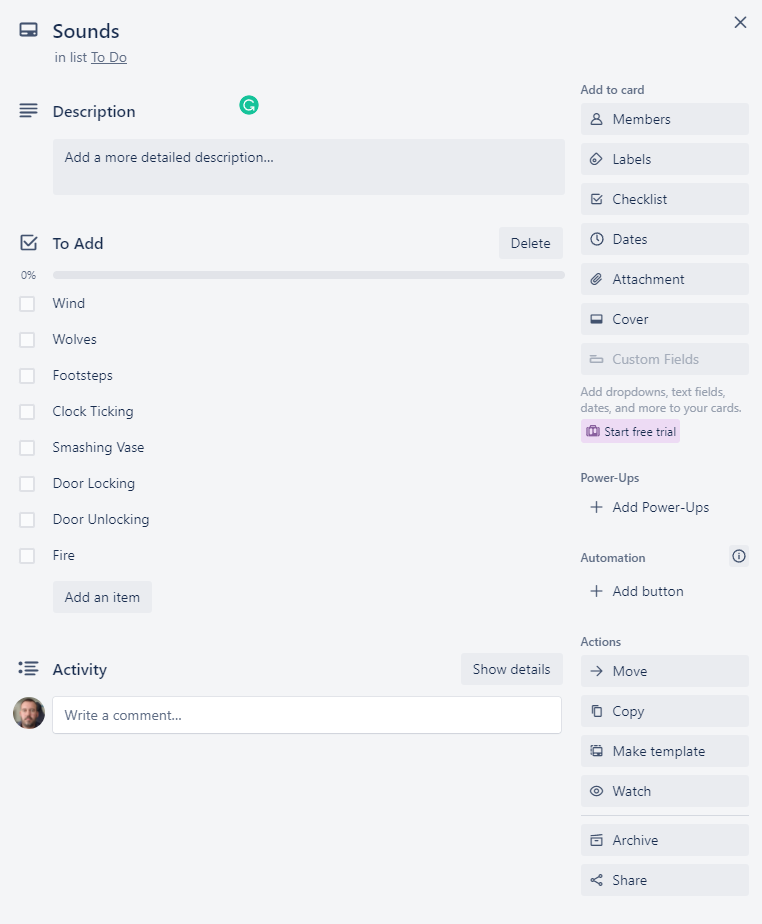 Sounds
in list To Do
Description
Add a more detailed description...
To Add
Delete
0%
Wind
Wolves
Footsteps
Clock Ticking
Smashing Vase
Door Locking
Door Unlocking
Fire
Add an item
Activity
Show details
Write a comment...
Add to card
Members
Labels
Checklist
Dates
Attachment
Cover
Custom Fields
Add dropdowns, text fields,
dates, and more to your cards.
Start free trial
Power-Ups
Add Power-Ups
Automation
Add button
Actions
Move
Copy
Make template
Watch
Archive
Share